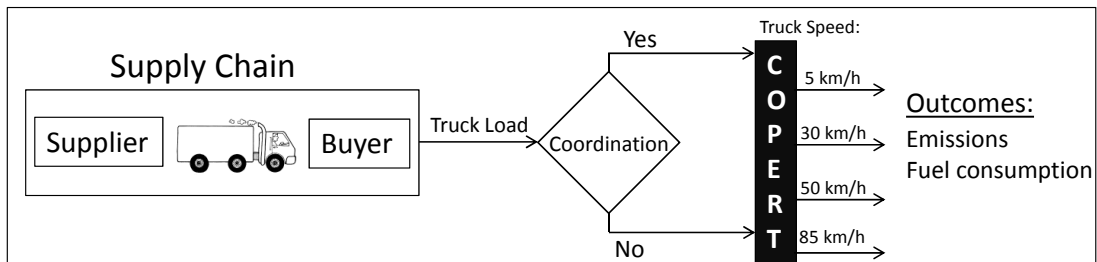 Supply Chain
Supplier
Buyer
Truck Load
Coordination
Yes
No
COPERT
Truck Speed:
5 km/h
30 km/h
50 km/h
85 km/h
Outcomes:
Emissions
Fuel consumption